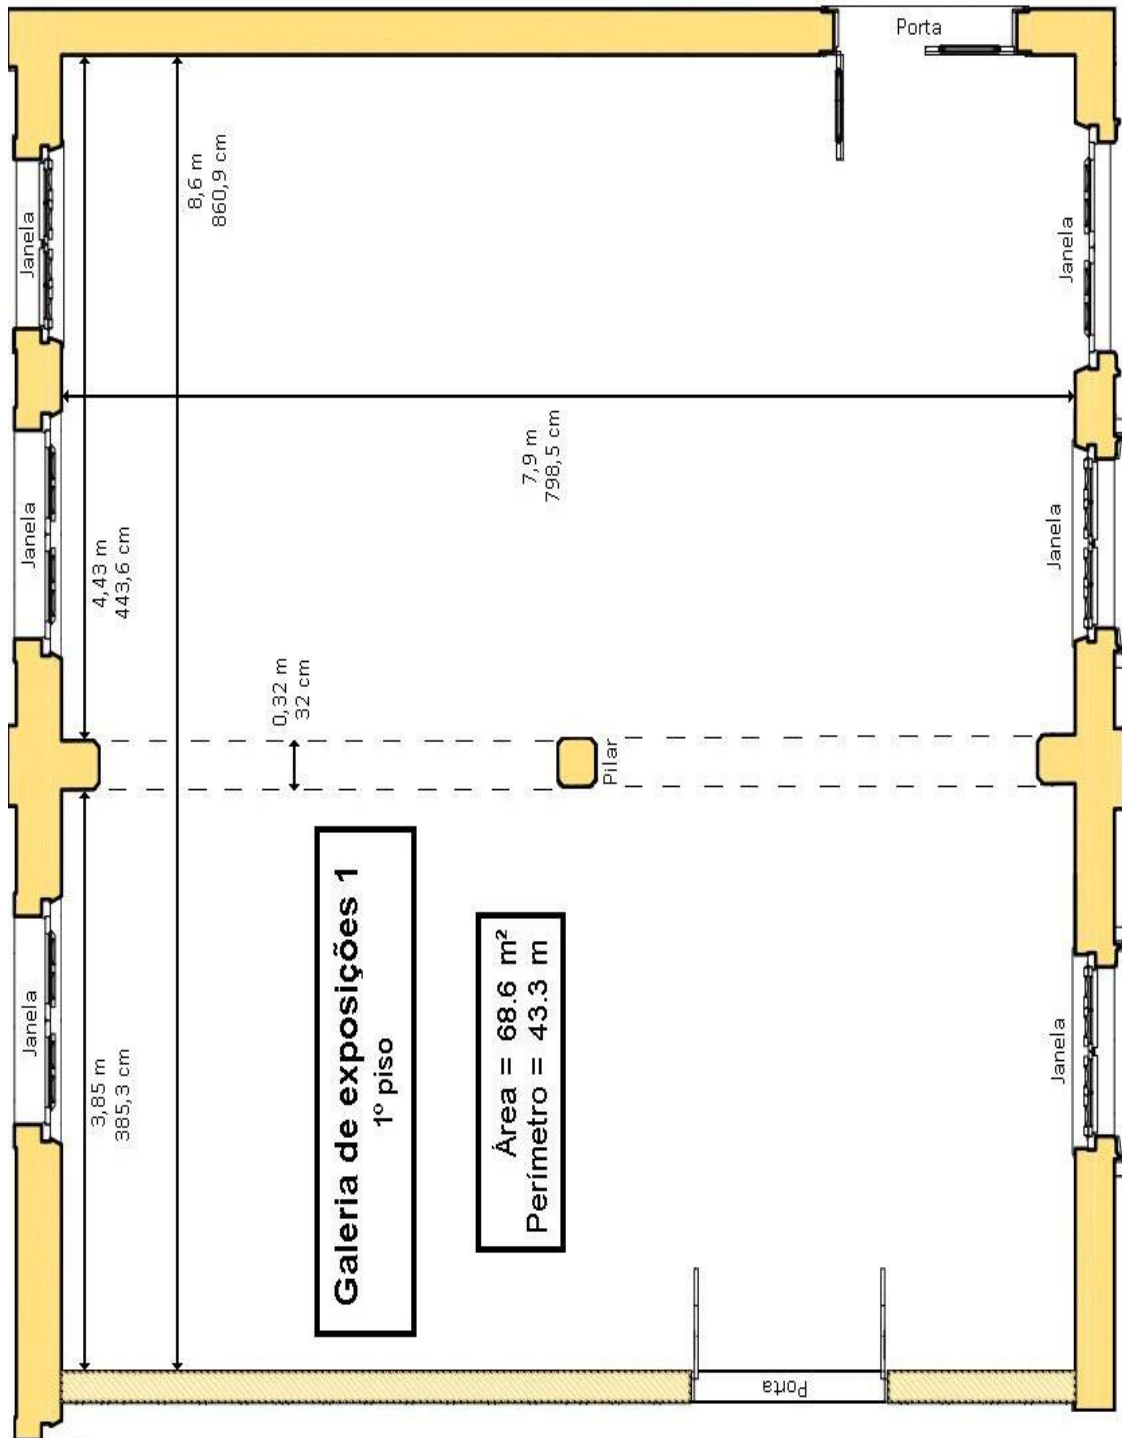 Porta
Janela
Janela
8,6 m
860,9 cm
7,9 m
798,5 cm
Janela
4,43 m
443,6 cm
Janela
0,32 m
32 cm
Pilar
Galeria de exposições 1
1º piso
Área = 68.6 m²
Perímetro = 43.3 m
Janela
3,85 m
385,3 cm
Janela
Porta